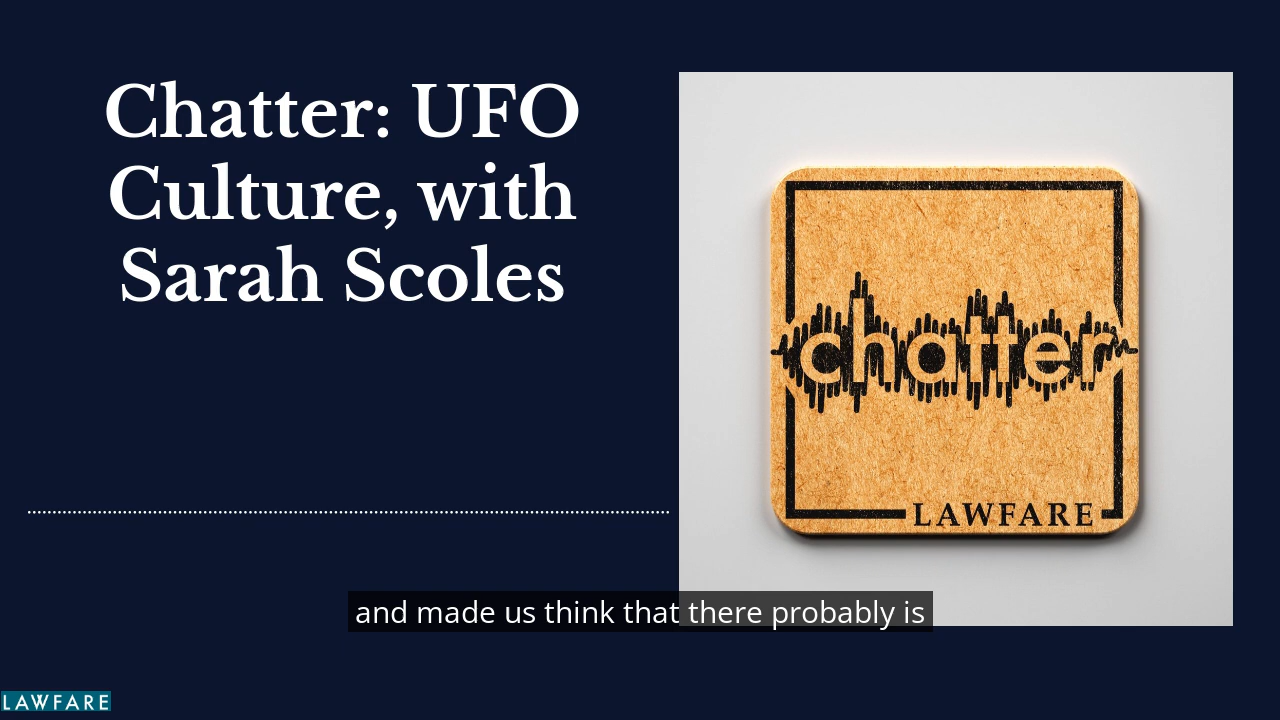 Chatter: UFO
Culture, with
Sarah Scoles
chatter
LAWFARE
and made us think that there probably is
LAWFARE